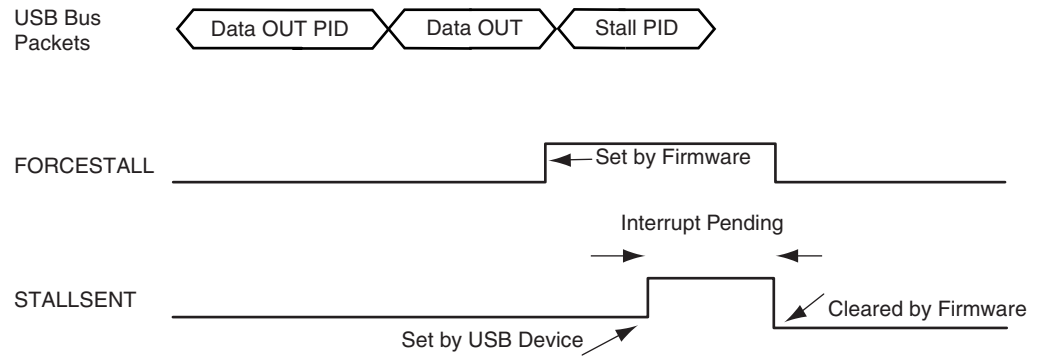 USB Bus
Packets
Data OUT PID
Data OUT
Stall PID
FORCESTALL
Set by Firmware
Interrupt Pending
STALLSENT
Cleared by Firmware
Set by USB Device